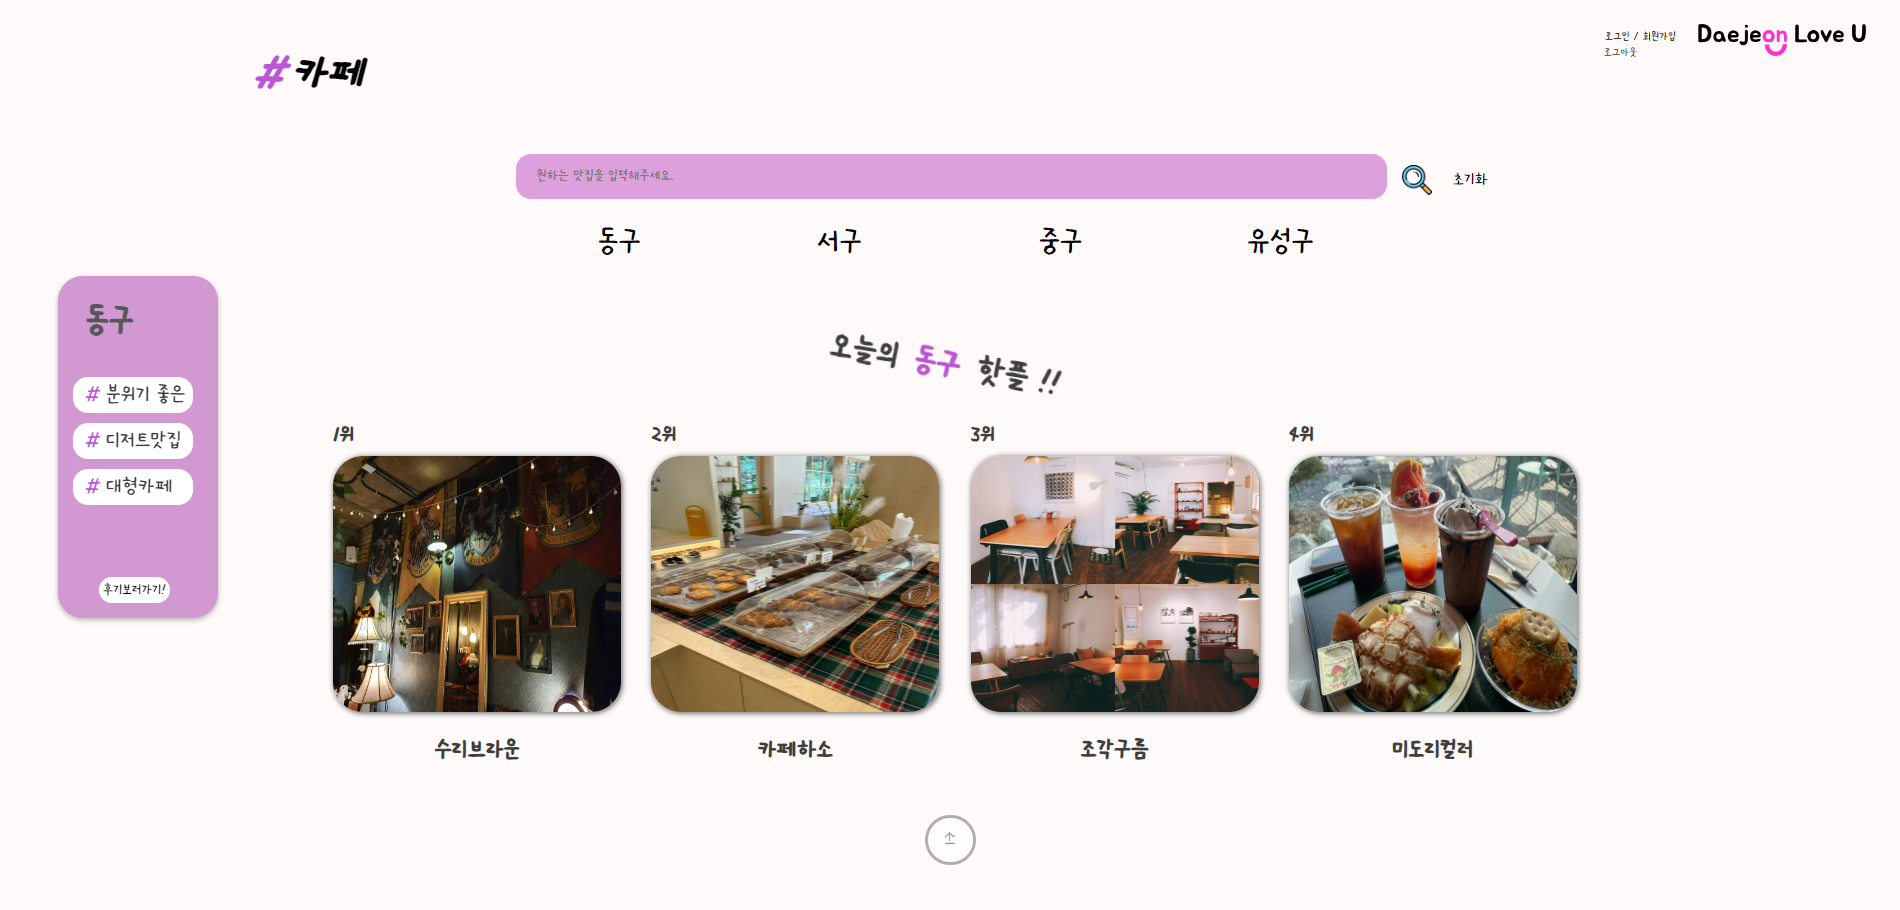 로그인 / 회원가입
로그아웃
Daejeon Love U
#카페
원하는 맛집을 입력해주세요.
초기화
동구
서구
중구
유성구
동구
# 분위기 좋은
# 디저트맛집
# 대형카페
후기보러가기!
오늘의 동구 핫플 !!
1위
2위
3위
4위
수리브라운
카페하소
조각구름
미도리컬러